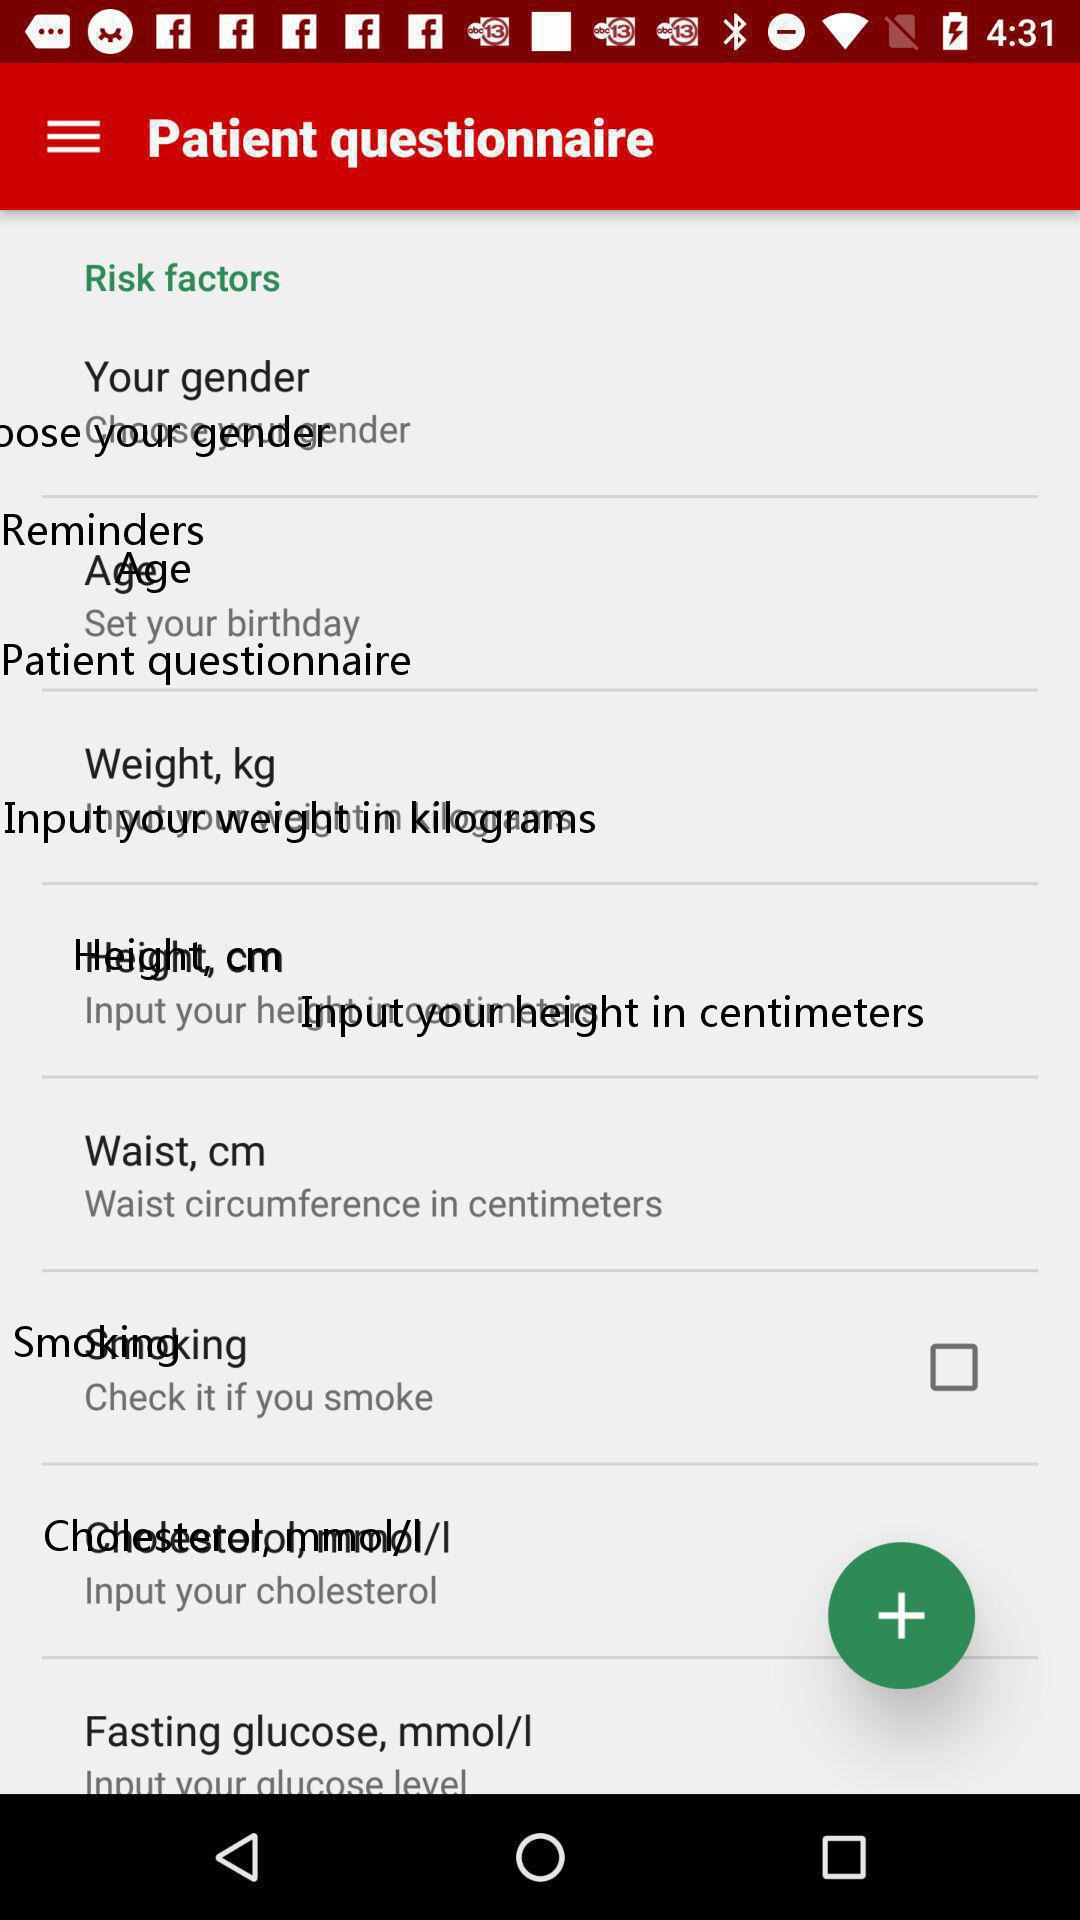 4:31
Patient questionnaire
Risk factors
Your gender
Choose your gender
oose your gender
Reminders
Age
Age
Set your birthday
Patient questionnaire
Weight, kg
Input your weight in kilograms
Input your weight in kilograms
Height, cm
Height, cm
Input your height in centimeters
Input your height in centimeters
Waist, cm
Waist circumference in centimeters
Smoking
Smoking
Check it if you smoke
Cholesterol, mmol/l
Cholesterol, mmol/l
Input your cholesterol
Fasting glucose, mmol/l
Input your glucose level